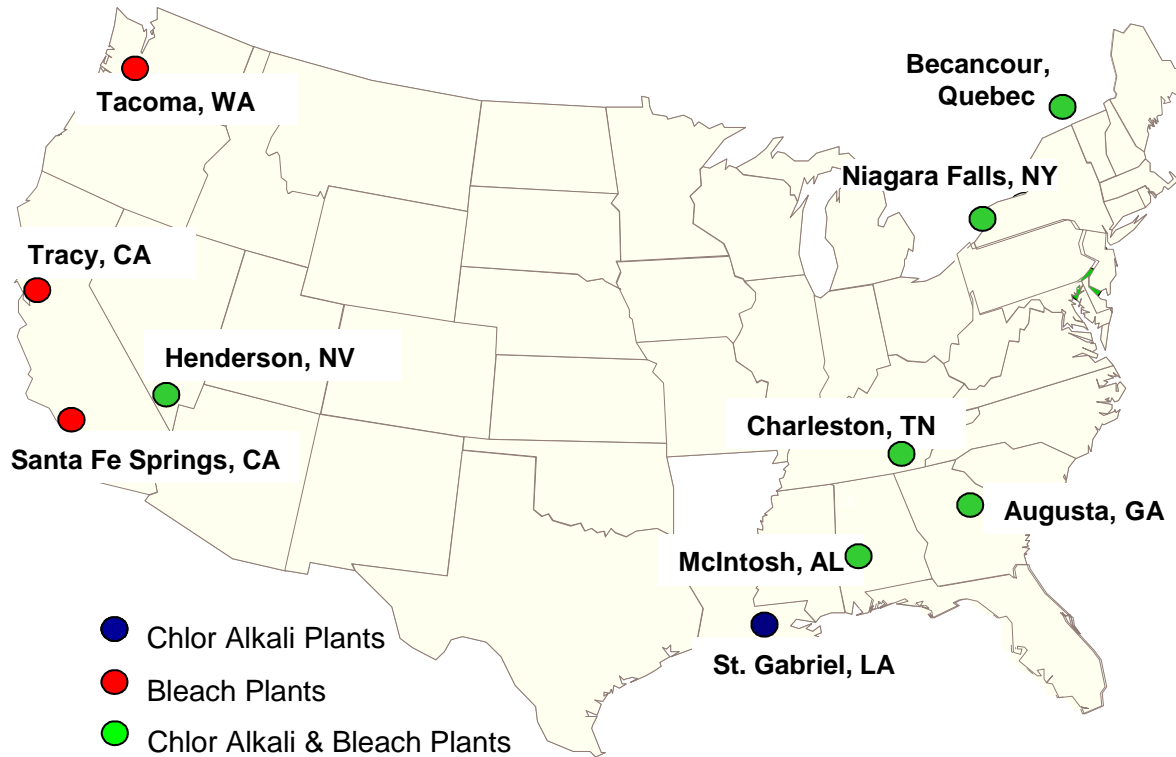 Becancour,
Quebec
Tacoma, WA
Niagara Falls, NY
Tracy, CA
Henderson, NV
Charleston, TN
Santa Fe Springs, CA
Augusta, GA
McIntosh, AL
Chlor Alkali Plants
St. Gabriel, LA
Bleach Plants
Chlor Alkali & Bleach Plants